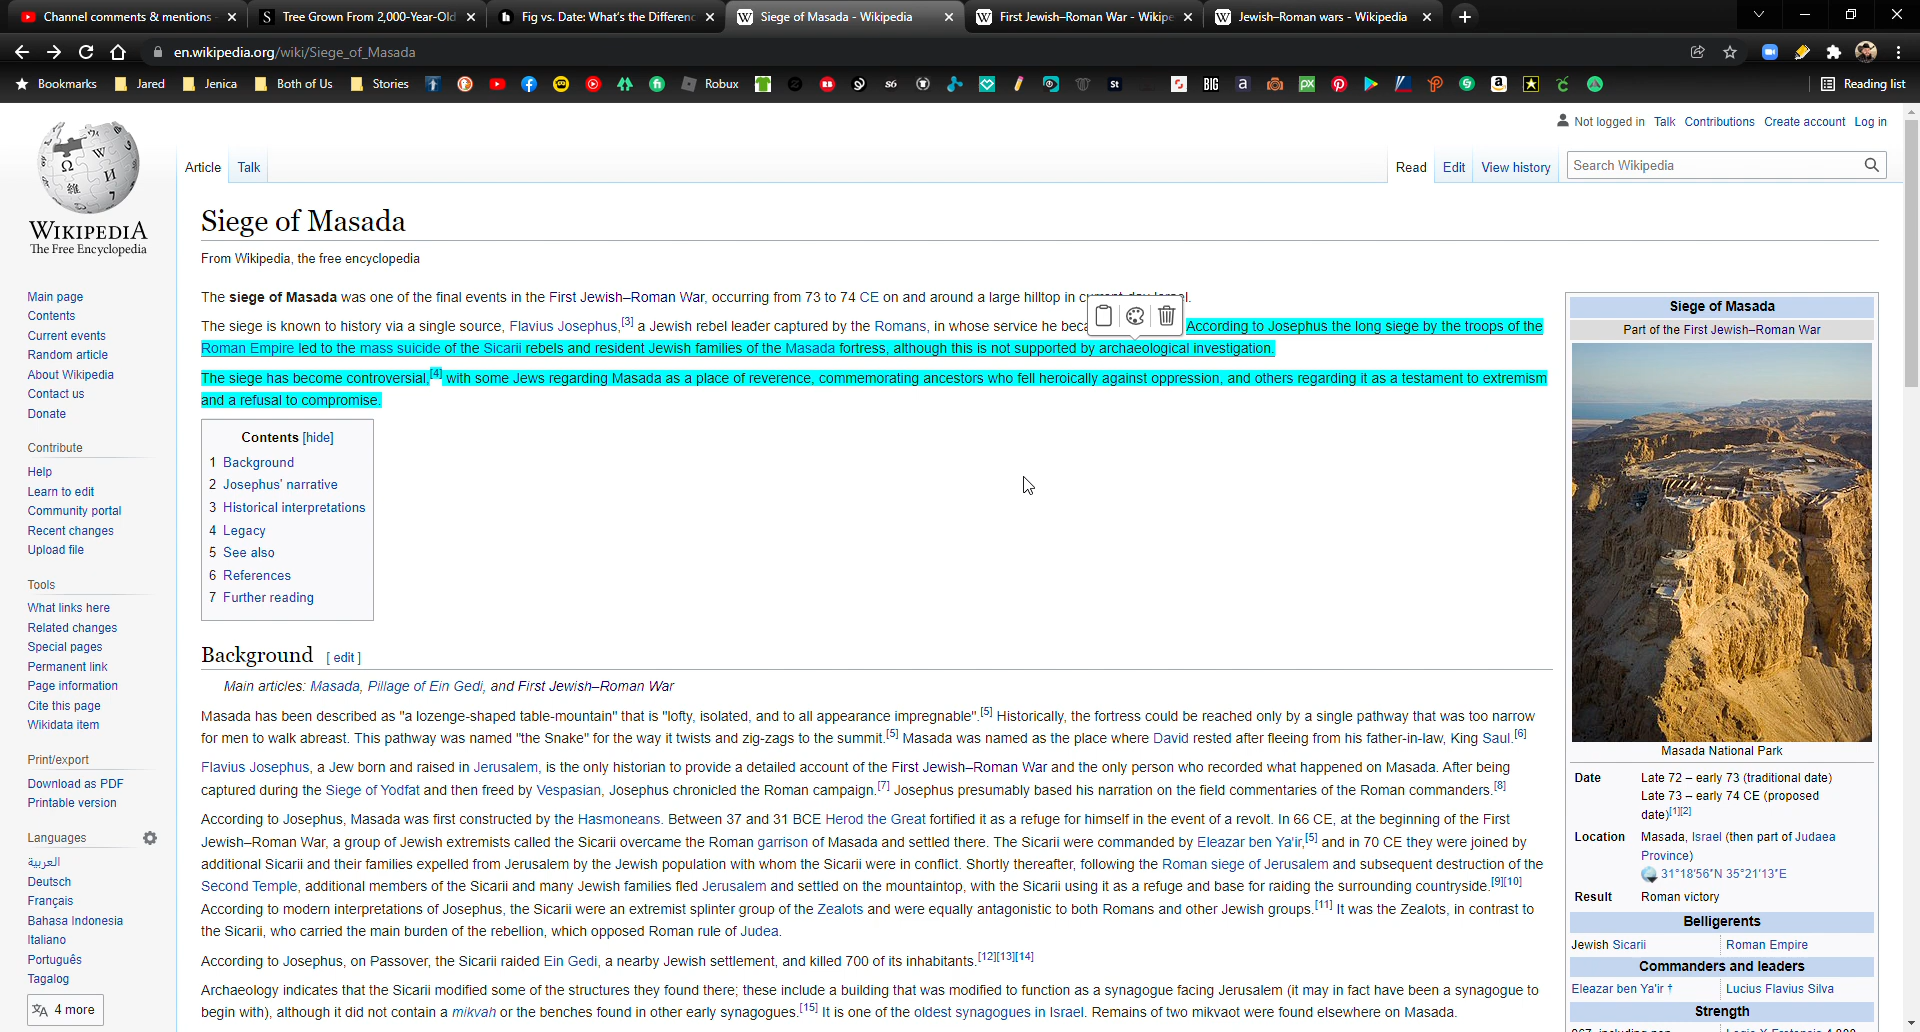 Channel comments & mentions
Tree Grown From 2,000-Year-Old
Fig vs. Date: What's the Differenc
Siege of Masada - Wikipedia
First Jewish–Roman War - Wikipe
Jewish–Roman wars - Wikipedia
en.wikipedia.org/wiki/Siege_of_Masada
Bookmarks
Jared
Jenica
Both of Us
Stories
Robux
BIG
Reading list
Not logged in
Talk
Contributions
Create account
Log in
WIKIPEDIA
The Free Encyclopedia
Article
Talk
Read
Edit
View history
Search Wikipedia
Main page
Contents
Current events
Random article
About Wikipedia
Contact us
Donate
Contribute
Help
Learn to edit
Community portal
Recent changes
Upload file
Tools
What links here
Related changes
Special pages
Permanent link
Page information
Cite this page
Wikidata item
Print/export
Download as PDF
Printable version
Languages
العربية
Deutsch
Français
Bahasa Indonesia
Italiano
Português
Tagalog
4 more
Siege of Masada
From Wikipedia, the free encyclopedia
The siege of Masada was one of the final events in the First Jewish–Roman War, occurring from 73 to 74 CE on and around a large hilltop in
The siege is known to history via a single source, Flavius Josephus,[3] a Jewish rebel leader captured by the Romans, in whose service he According to Josephus the long siege by the troops of the
Roman Empire led to the mass suicide of the Sicarii rebels and resident Jewish families of the Masada fortress, although this is not supported by archaeological investigation.
The siege has become controversial,[4] with some Jews regarding Masada as a place of reverence, commemorating ancestors who fell heroically against oppression, and others regarding it as a testament to extremism
and a refusal to compromise.
Contents [hide]
1 Background
2 Josephus' narrative
3 Historical interpretations
4 Legacy
5 See also
6 References
7 Further reading
Background [ edit ]
Main articles: Masada, Pillage of Ein Gedi, and First Jewish–Roman War
Masada has been described as "a lozenge-shaped table-mountain" that is "lofty, isolated, and to all appearance impregnable".[5] Historically, the fortress could be reached only by a single pathway that was too narrow
for men to walk abreast. This pathway was named "the Snake" for the way it twists and zig-zags to the summit.[5] Masada was named as the place where David rested after fleeing from his father-in-law, King Saul.[6]
Flavius Josephus, a Jew born and raised in Jerusalem, is the only historian to provide a detailed account of the First Jewish–Roman War and the only person who recorded what happened on Masada. After being
captured during the Siege of Yodfat and then freed by Vespasian, Josephus chronicled the Roman campaign.[7] Josephus presumably based his narration on the field commentaries of the Roman commanders.[8]
According to Josephus, Masada was first constructed by the Hasmoneans. Between 37 and 31 BCE Herod the Great fortified it as a refuge for himself in the event of a revolt. In 66 CE, at the beginning of the First
Jewish–Roman War, a group of Jewish extremists called the Sicarii overcame the Roman garrison of Masada and settled there. The Sicarii were commanded by Eleazar ben Ya'ir,[5] and in 70 CE they were joined by
additional Sicarii and their families expelled from Jerusalem by the Jewish population with whom the Sicarii were in conflict. Shortly thereafter, following the Roman siege of Jerusalem and subsequent destruction of the
Second Temple, additional members of the Sicarii and many Jewish families fled Jerusalem and settled on the mountaintop, with the Sicarii using it as a refuge and base for raiding the surrounding countryside.[9][10]
According to modern interpretations of Josephus, the Sicarii were an extremist splinter group of the Zealots and were equally antagonistic to both Romans and other Jewish groups.[11] It was the Zealots, in contrast to
the Sicarii, who carried the main burden of the rebellion, which opposed Roman rule of Judea.
According to Josephus, on Passover, the Sicarii raided Ein Gedi, a nearby Jewish settlement, and killed 700 of its inhabitants.[12][13][14]
Archaeology indicates that the Sicarii modified some of the structures they found there; these include a building that was modified to function as a synagogue facing Jerusalem (it may in fact have been a synagogue to
begin with), although it did not contain a mikvah or the benches found in other early synagogues.[15] It is one of the oldest synagogues in Israel. Remains of two mikvaot were found elsewhere on Masada.
Siege of Masada
Part of the First Jewish–Roman War
Masada National Park
Date Late 72 – early 73 (traditional date)
Late 73 – early 74 CE (proposed
date)[1][2]
Location Masada, Israel (then part of Judaea
Province)
31°18′56″N 35°21′13″E
Result Roman victory
Belligerents
Jewish Sicarii Roman Empire
Commanders and leaders
Eleazar ben Ya'ir † Lucius Flavius Silva
Strength